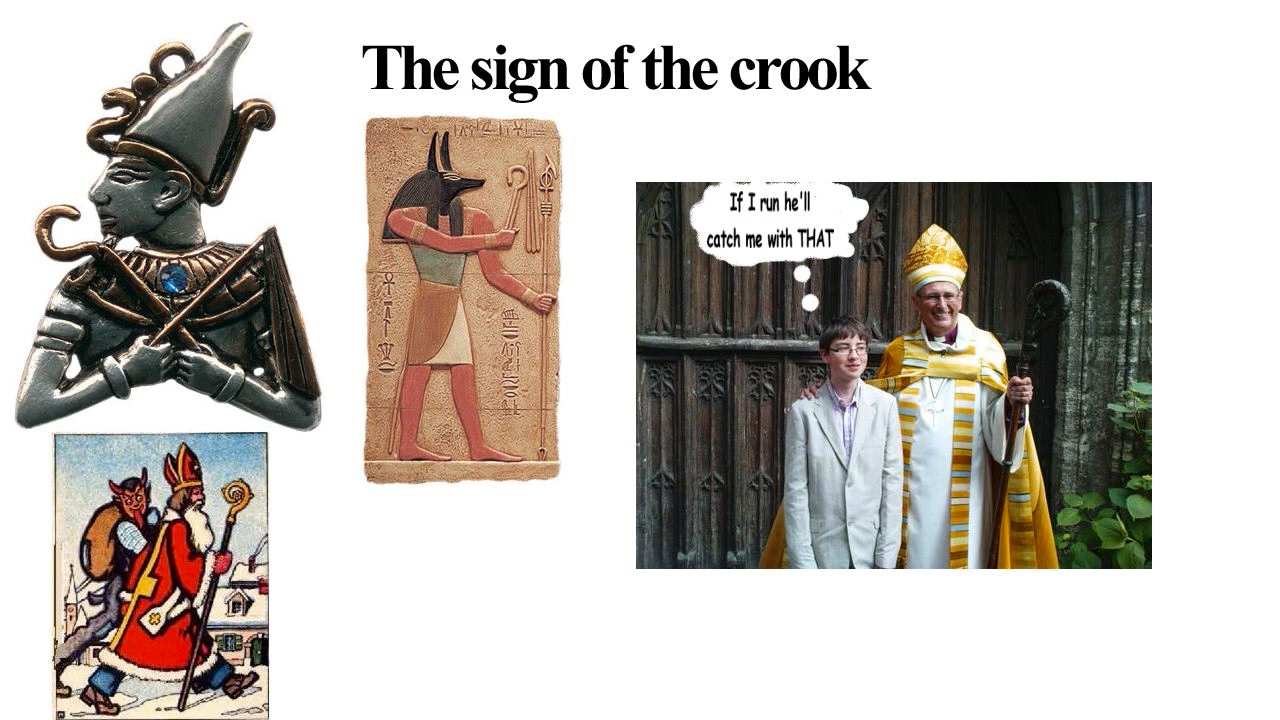 The sign of the crook
If I run he'll
catch me with THAT